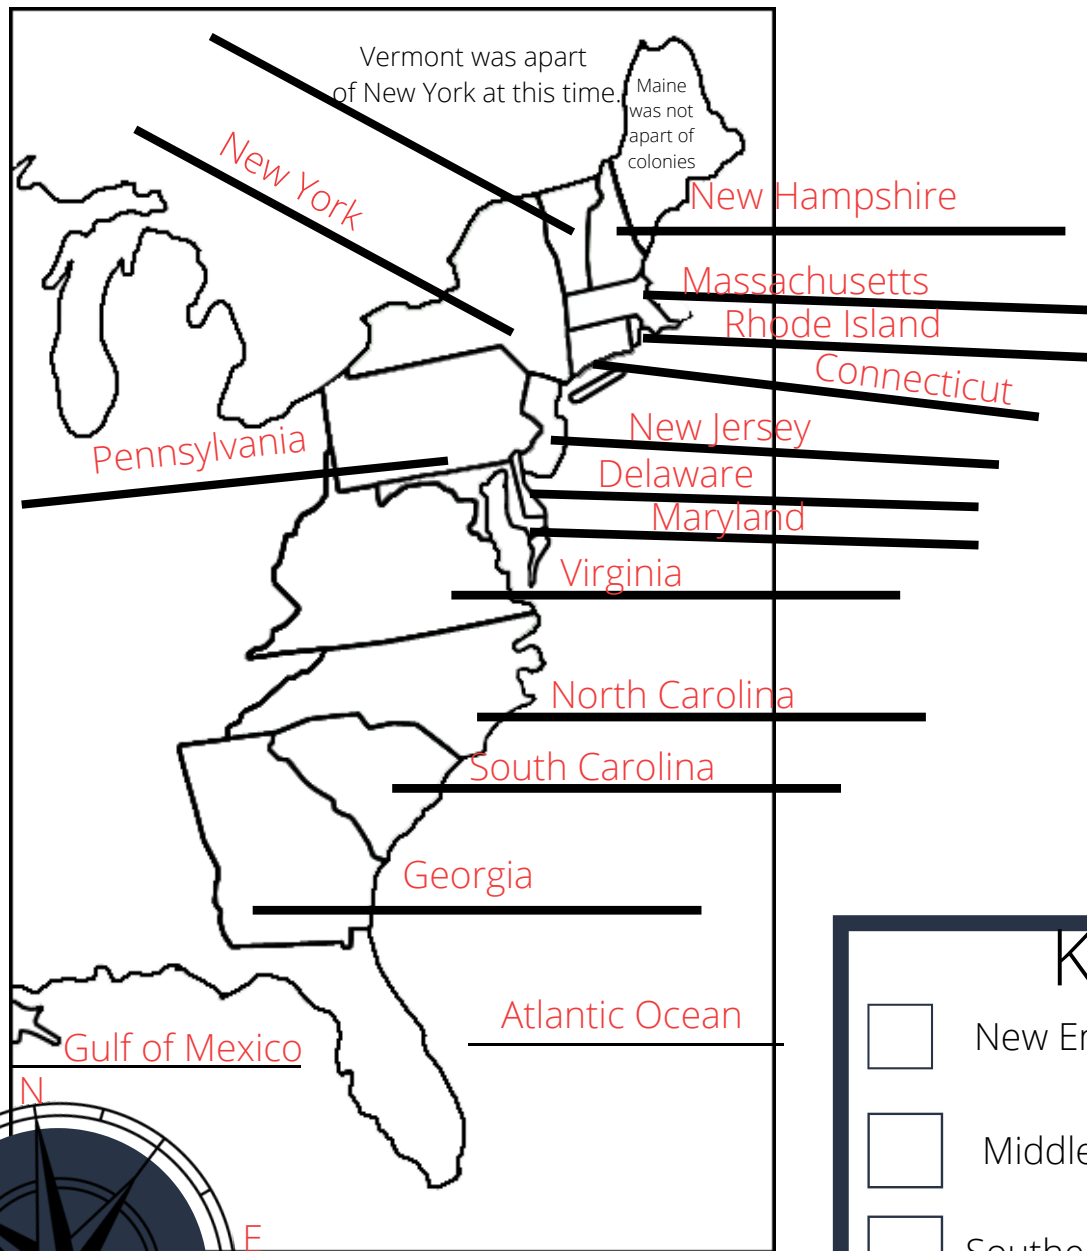 Vermont was apart
of New York at this time.
Maine
was not
apart of
colonies
New York
New Hampshire
Massachusetts
Rhode Island
Connecticut
Pennsylvania
New Jersey
Delaware
Maryland
Virginia
North Carolina
South Carolina
Georgia
Atlantic Ocean
Gulf of Mexico
N
E
K
New
Middle